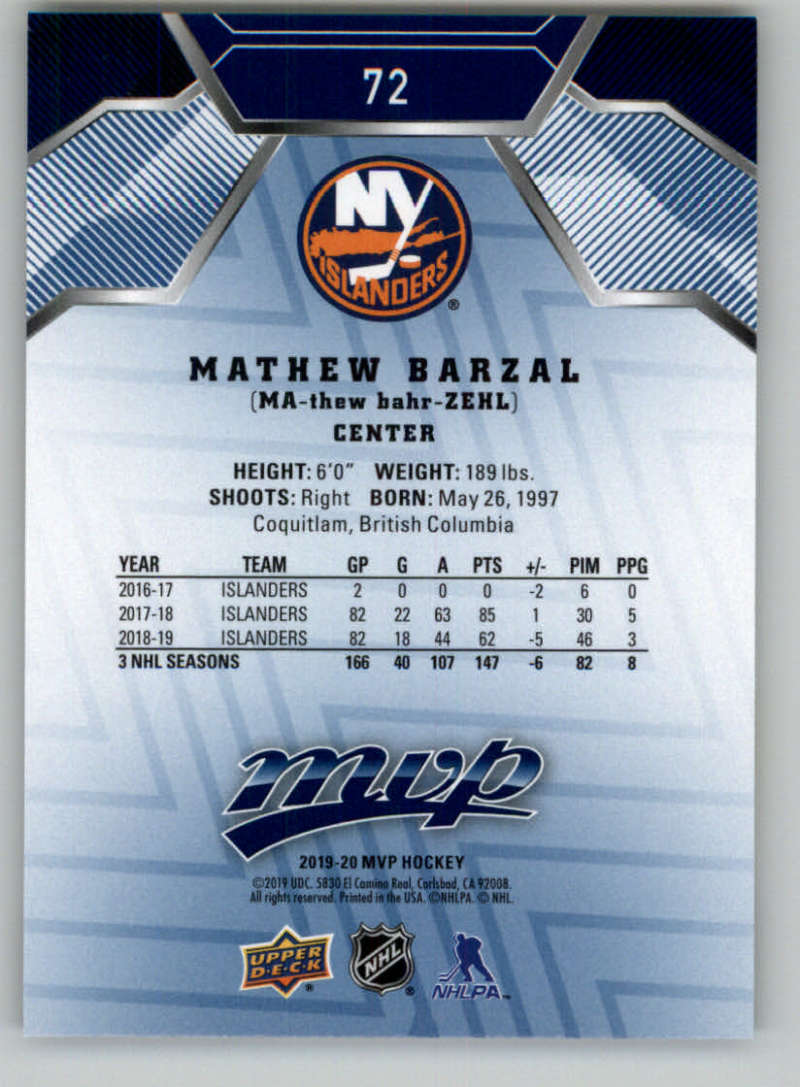 72
NY
ISLANDERS
®
MATHEW BARZAL
(MA-thew bahr-ZEHL)
CENTER
HEIGHT: 6'0" WEIGHT: 189 lbs.
SHOOTS: Right BORN: May 26, 1997
Coquitlam, British Columbia
YEAR TEAM GP G A PTS +/- PIM PPG
2016-17 ISLANDERS 2 0 0 0 -2 6 0
2017-18 ISLANDERS 82 22 63 85 1 30 5
2018-19 ISLANDERS 82 18 44 62 -5 46 3
3 NHL SEASONS 166 40 107 147 -6 82 8
mvp
2019-20 MVP HOCKEY
©2019 UDC. 5830 El Camino Real, Carlsbad, CA 92008.
All rights reserved. Printed in the USA. ©NHLPA. © NHL.
UPPER
D·E·C·K ®
NHL ®
NHLPA™